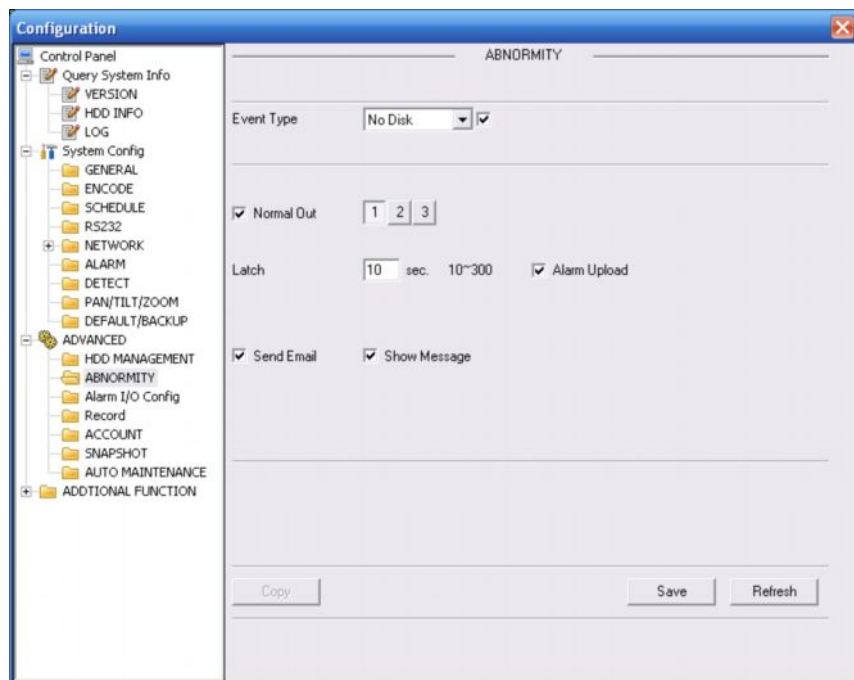 Configuration
Control Panel
Query System Info
VERSION
HDD INFO
LOG
System Config
GENERAL
ENCODE
SCHEDULE
RS232
NETWORK
ALARM
DETECT
PAN/TILT/ZOOM
DEFAULT/BACKUP
ADVANCED
HDD MANAGEMENT
ABNORMITY
Alarm I/O Config
Record
ACCOUNT
SNAPSHOT
AUTO MAINTENANCE
ADDTIONAL FUNCTION
ABNORMITY
Event Type No Disk
Normal Out 1 2 3
Latch 10 sec. 10~300 Alarm Upload
Send Email Show Message
Copy Save Refresh